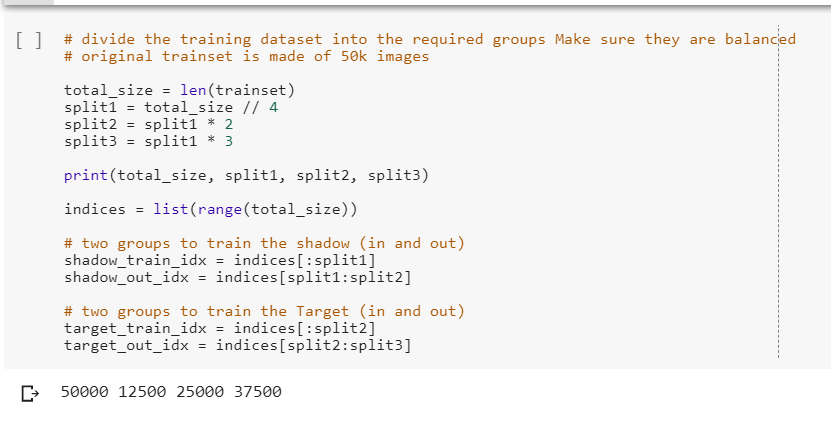 [ ] # divide the training dataset into the required groups Make sure they are balanced
# original trainset is made of 50k images
total_size = len(trainset)
split1 = total_size // 4
split2 = split1 * 2
split3 = split1 * 3
print(total_size, split1, split2, split3)
indices = list(range(total_size))
# two groups to train the shadow (in and out)
shadow_train_idx = indices[:split1]
shadow_out_idx = indices[split1:split2]
# two groups to train the Target (in and out)
target_train_idx = indices[:split2]
target_out_idx = indices[split2:split3]
50000 12500 25000 37500